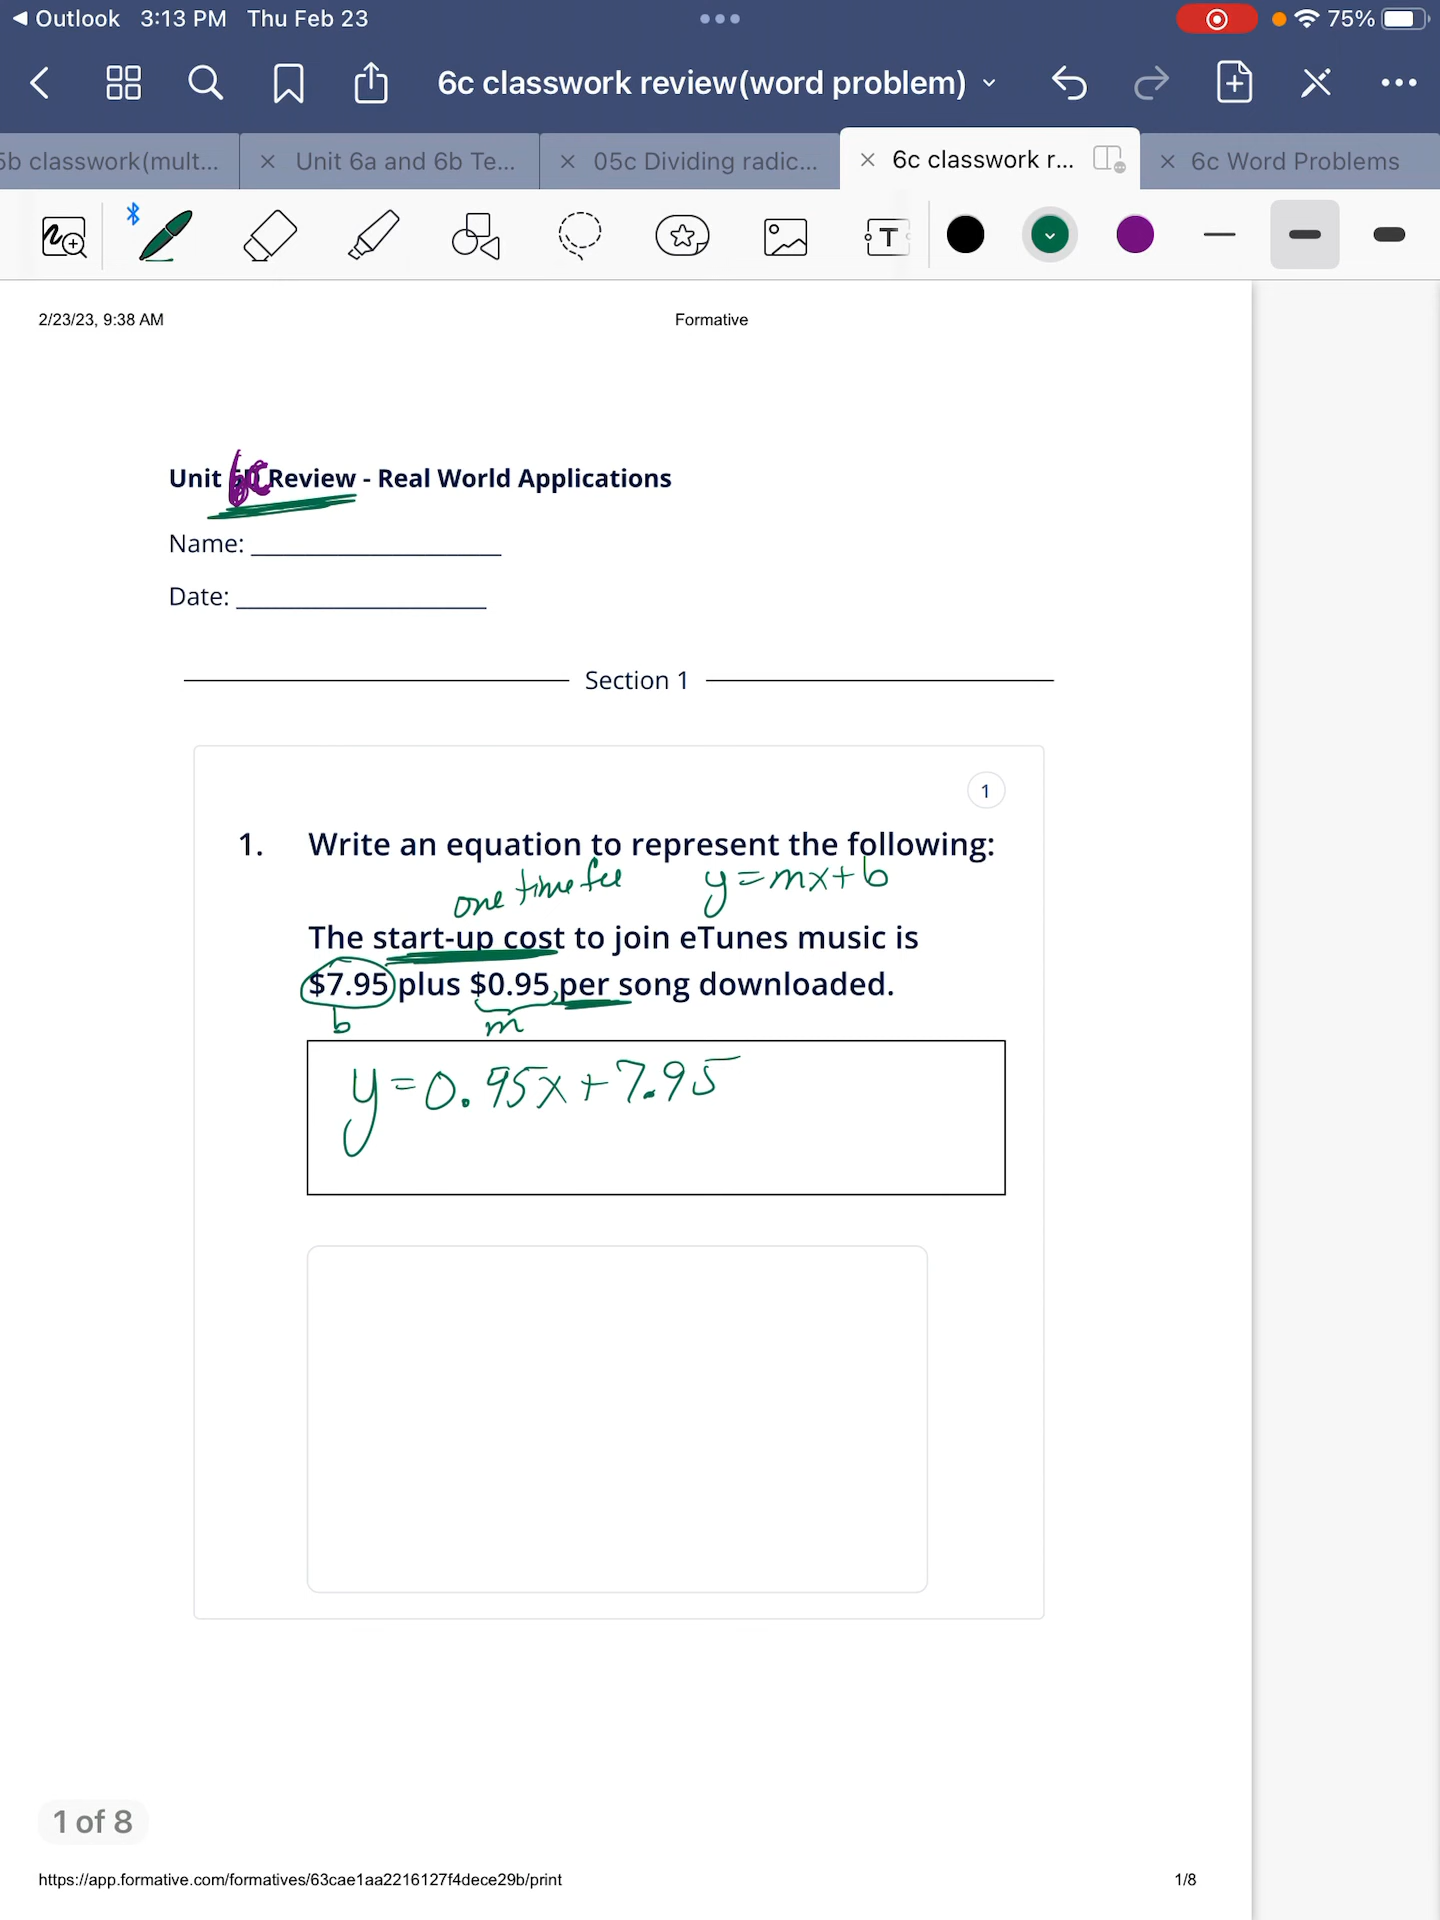 Outlook 3:13 PM Thu Feb 23
75%
6c classwork review(word problem)
5b classwork(mult...
Unit 6a and 6b Te...
05c Dividing radic...
6c classwork r...
6c Word Problems
T
2/23/23, 9:38 AM
Formative
Unit 6c Review - Real World Applications
Name:
Date:
Section 1
1
1. Write an equation to represent the following:
one time fee y=mx+b
The start-up cost to join eTunes music is
$7.95 plus $0.95 per song downloaded.
b m
y=0.95x+7.95
1 of 8
https://app.formative.com/formatives/63cae1aa2216127f4dece29b/print
1/8